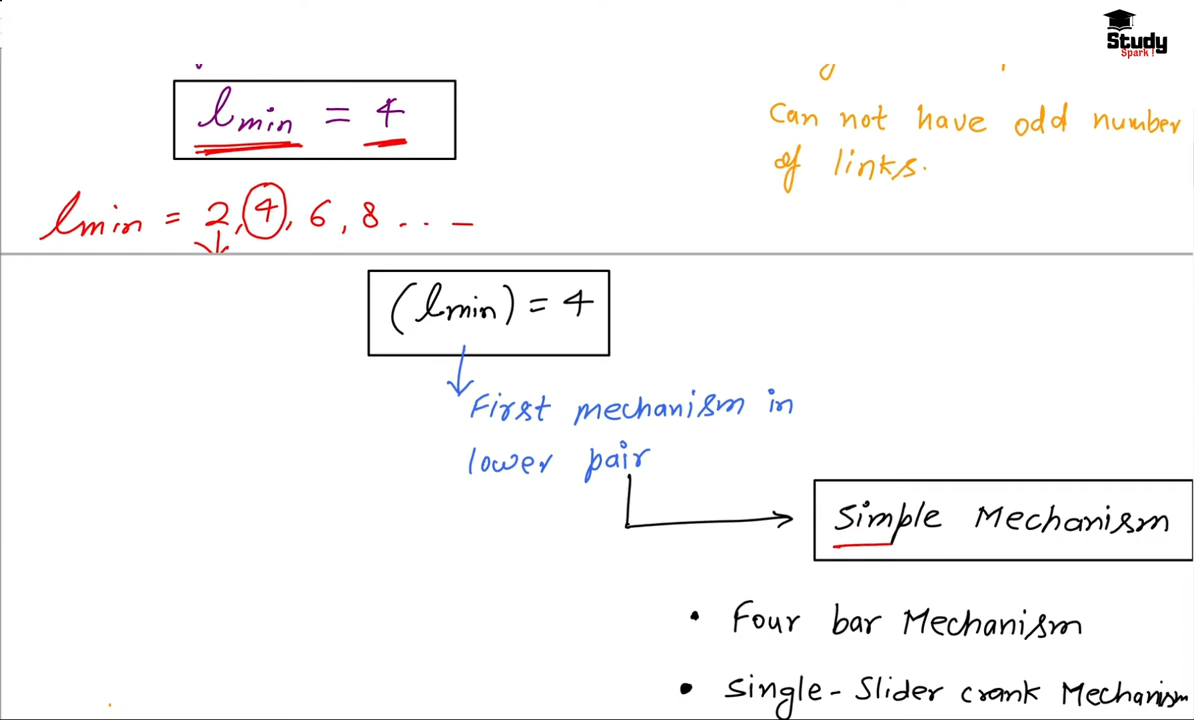 Study
Spark !
lmin = 4
Can not have odd number
of links.
lmin = 2, 4, 6, 8 . . . _
(lmin) = 4
First mechanism in
lower pair
Simple Mechanism
• Four bar Mechanism
• Single-Slider crank Mechanism